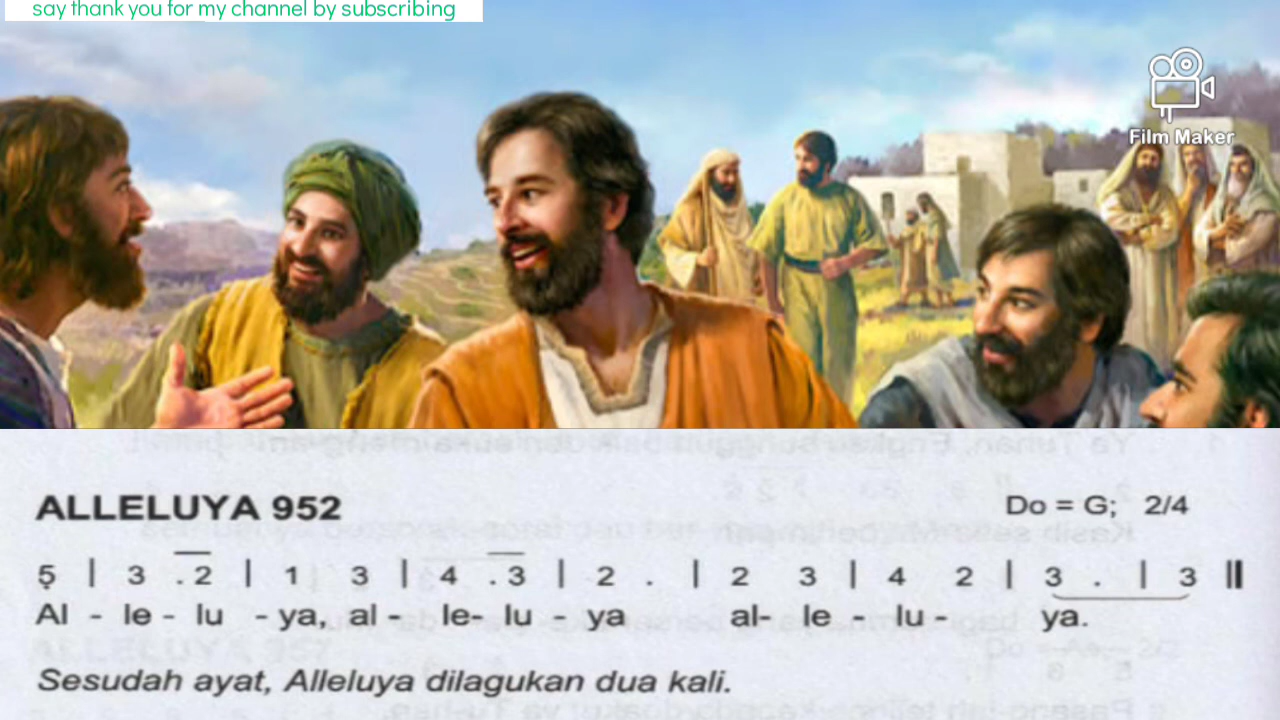 say thank you for my channel by subscribing
Film Maker
ALLELUYA 952 Do = G; 2/4
5̣ | 3 .2 | 1 3 | 4 .3 | 2 . | 2 3 | 4 2 | 3 . | 3 ||
Al - le - lu - ya, al - le- lu ya al- le - lu - ya.
Sesudah ayat, Alleluya dilagukan dua kali.